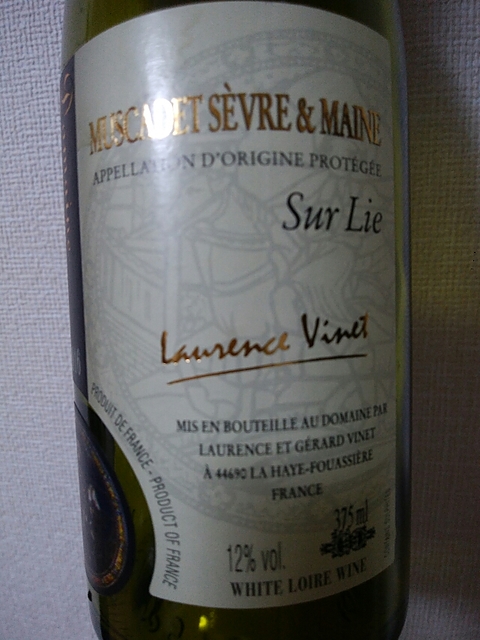 MUSCADET SÈVRE & MAINE
APPELLATION D'ORIGINE PROTÉGÉE
Sur Lie
Laurence Vinet
MIS EN BOUTEILLE AU DOMAINE PAR
LAURENCE ET GÉRARD VINET
À 44690 LA HAYE-FOUASSIÈRE
FRANCE
375 ml
12% vol.
WHITE LOIRE WINE
PRODUIT DE FRANCE - PRODUCT OF FRANCE